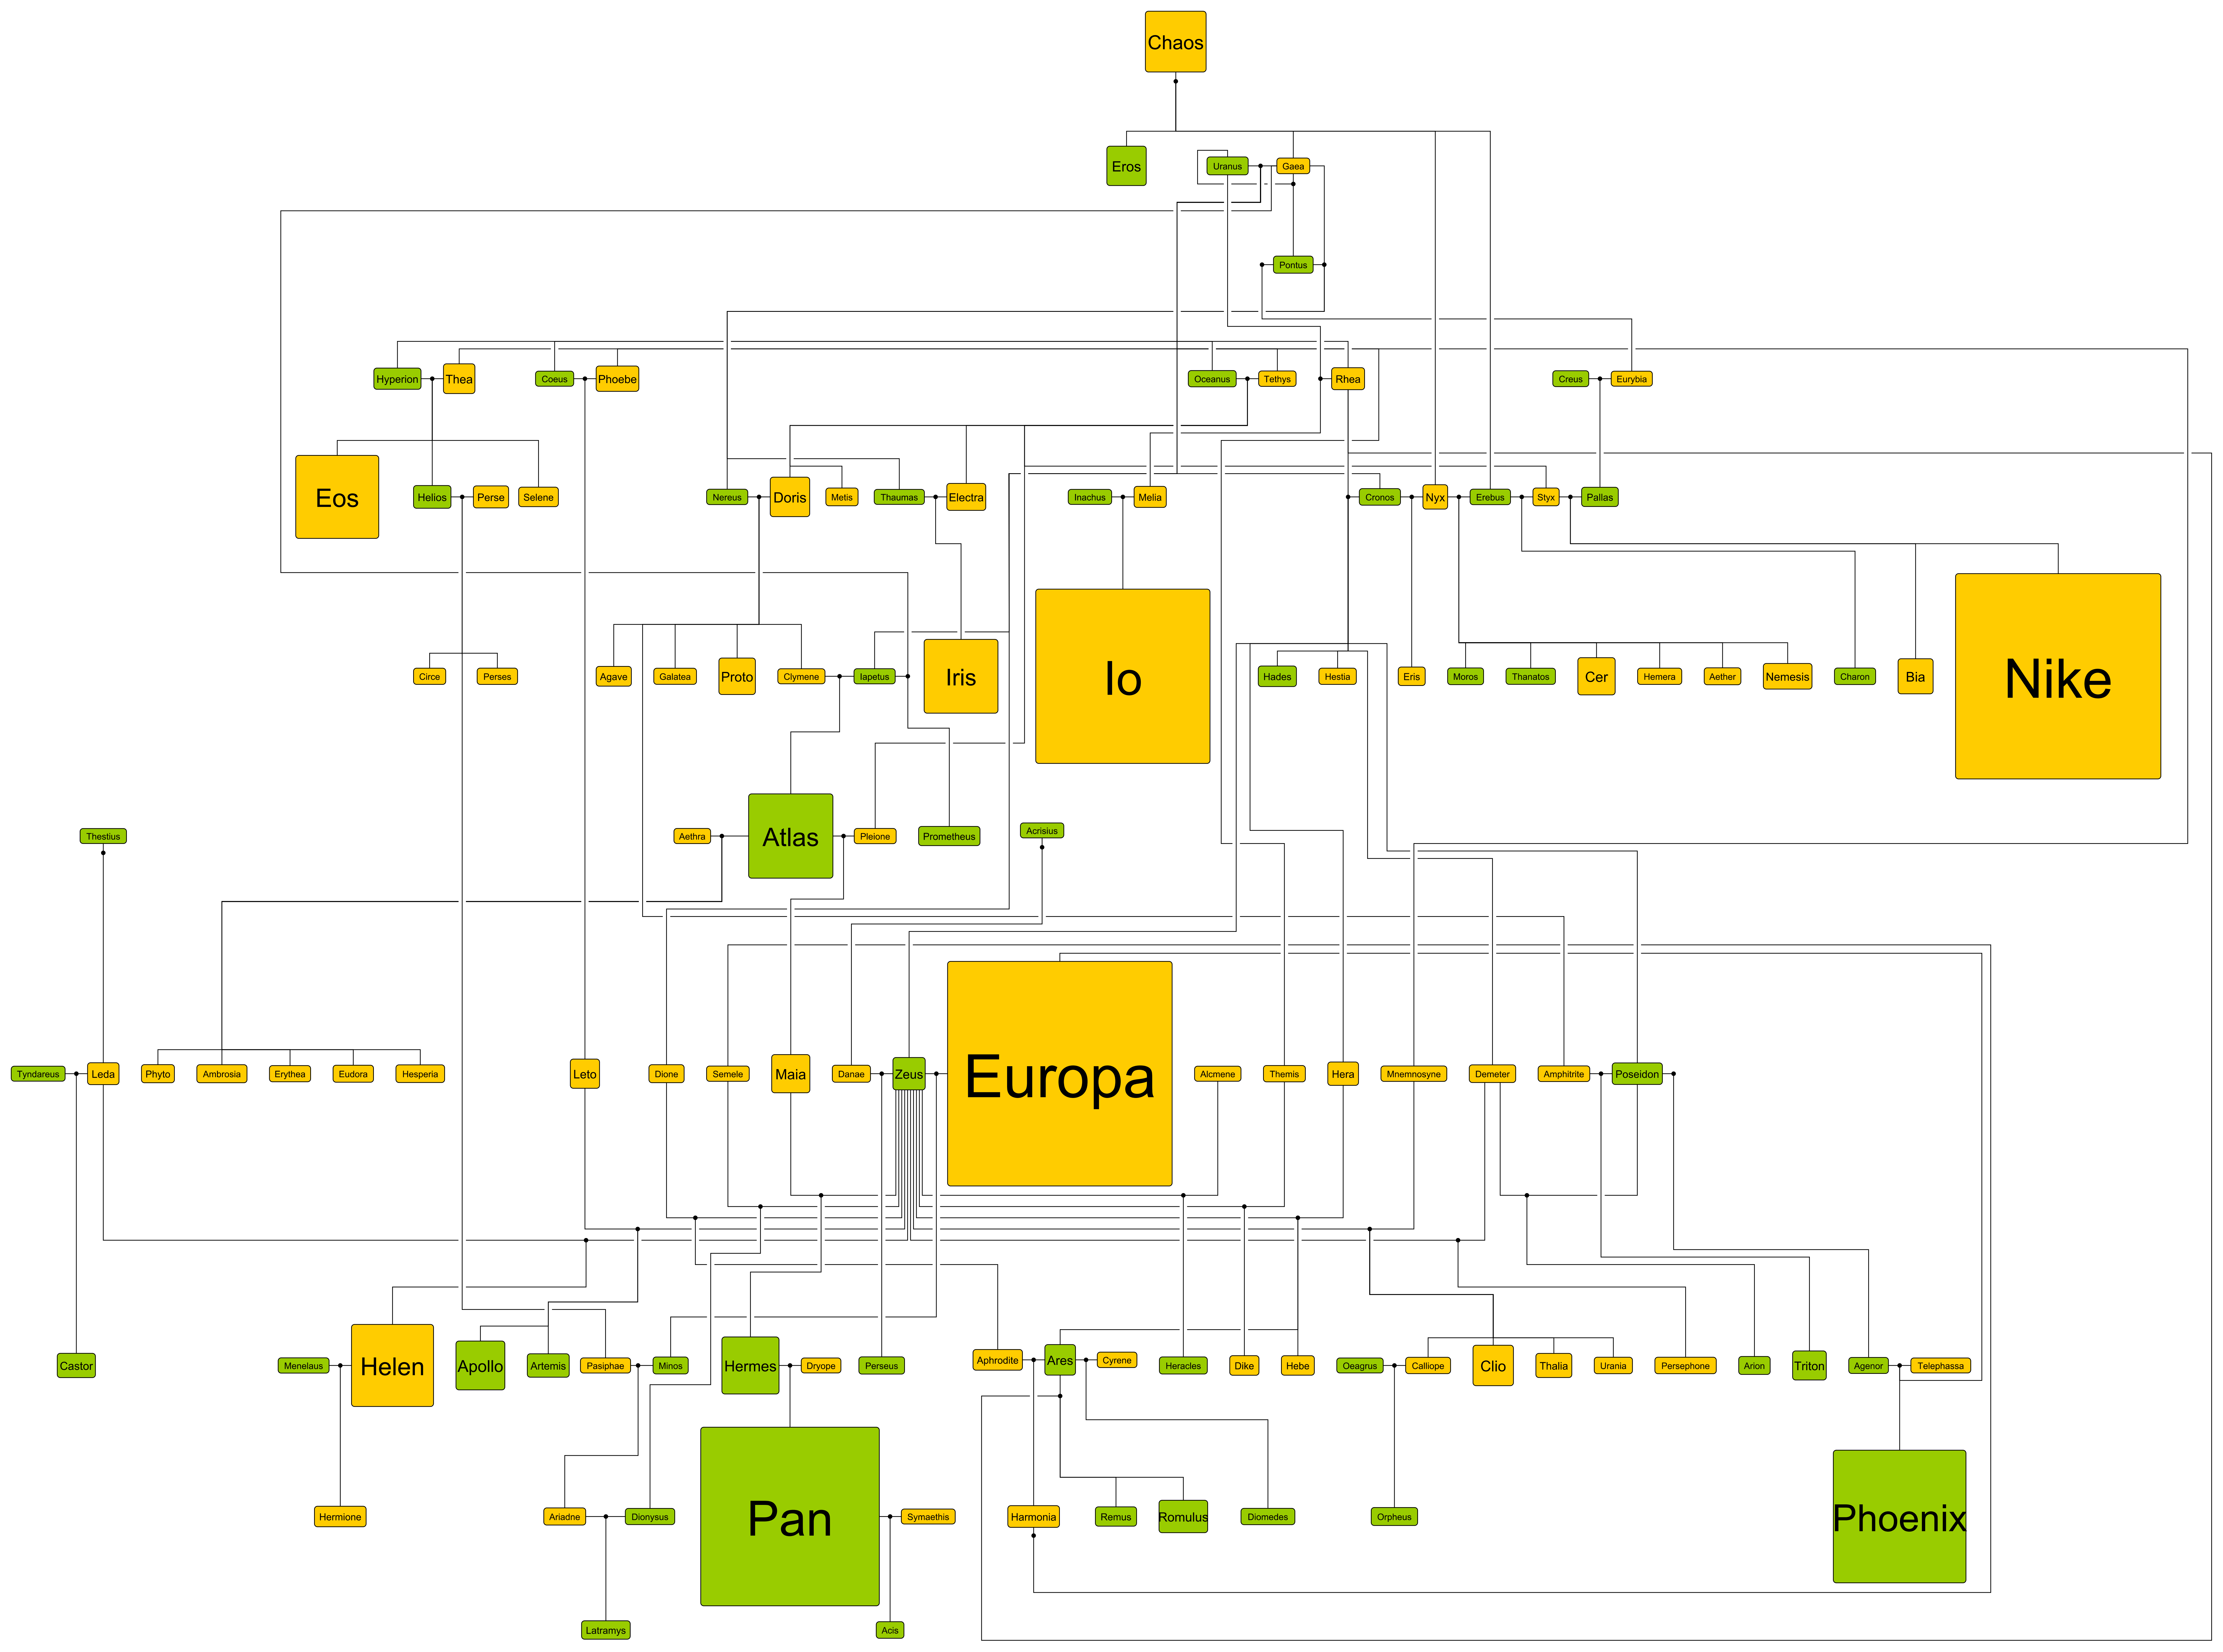 Chaos
Eros
Uranus
Gaea
Pontus
Hyperion
Thea
Coeus
Phoebe
Oceanus
Tethys
Rhea
Creus
Eurybia
Eos
Helios
Perse
Selene
Nereus
Doris
Metis
Thaumas
Electra
Inachus
Melia
Cronos
Nyx
Erebus
Styx
Pallas
Circe
Perses
Agave
Galatea
Proto
Clymene
Iapetus
Iris
Io
Hades
Hestia
Eris
Moros
Thanatos
Cer
Hemera
Aether
Nemesis
Charon
Bia
Nike
Thestius
Aethra
Atlas
Pleione
Prometheus
Acrisius
Tyndareus
Leda
Phyto
Ambrosia
Erythea
Eudora
Hesperia
Leto
Dione
Semele
Maia
Danae
Zeus
Europa
Alcmene
Themis
Hera
Mnemnosyne
Demeter
Amphitrite
Poseidon
Castor
Menelaus
Helen
Apollo
Artemis
Pasiphae
Minos
Hermes
Dryope
Perseus
Aphrodite
Ares
Cyrene
Heracles
Dike
Hebe
Oeagrus
Calliope
Clio
Thalia
Urania
Persephone
Arion
Triton
Agenor
Telephassa
Hermione
Ariadne
Dionysus
Pan
Symaethis
Harmonia
Remus
Romulus
Diomedes
Orpheus
Phoenix
Latramys
Acis